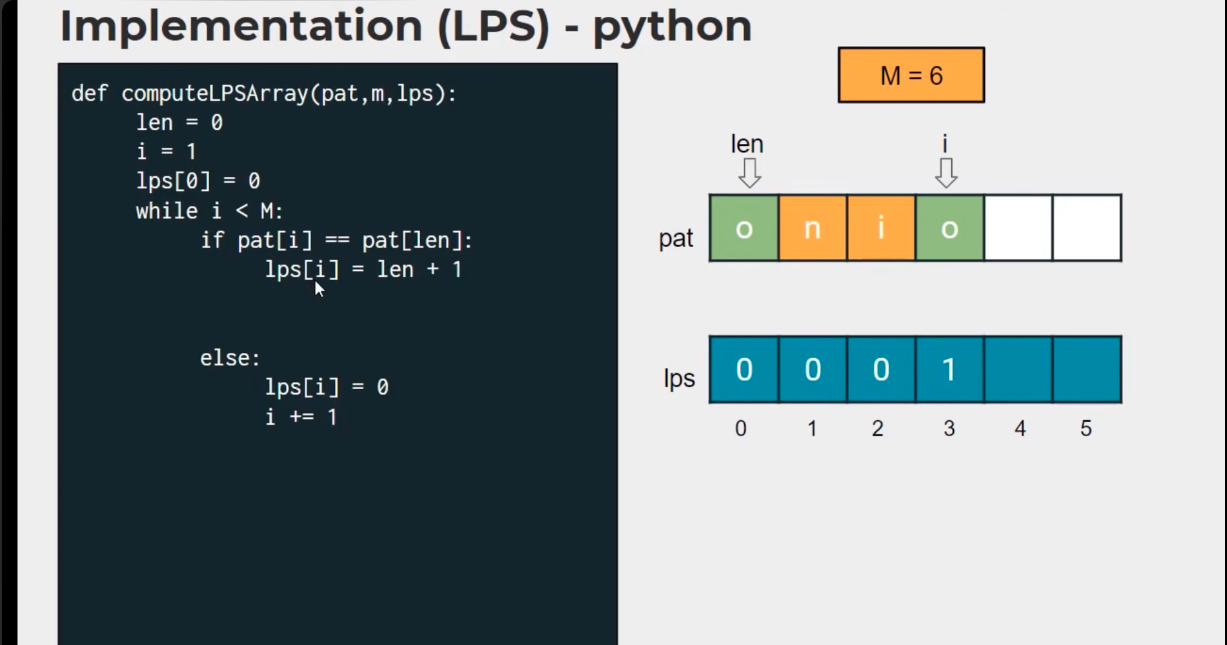 Implementation (LPS) - python
def computeLPSArray(pat,m,lps):
len = 0
i = 1
lps[0] = 0
while i < M:
if pat[i] == pat[len]:
lps[i] = len + 1
else:
lps[i] = 0
i += 1
M = 6
len i
pat o n i o
lps 0 0 0 1
0 1 2 3 4 5